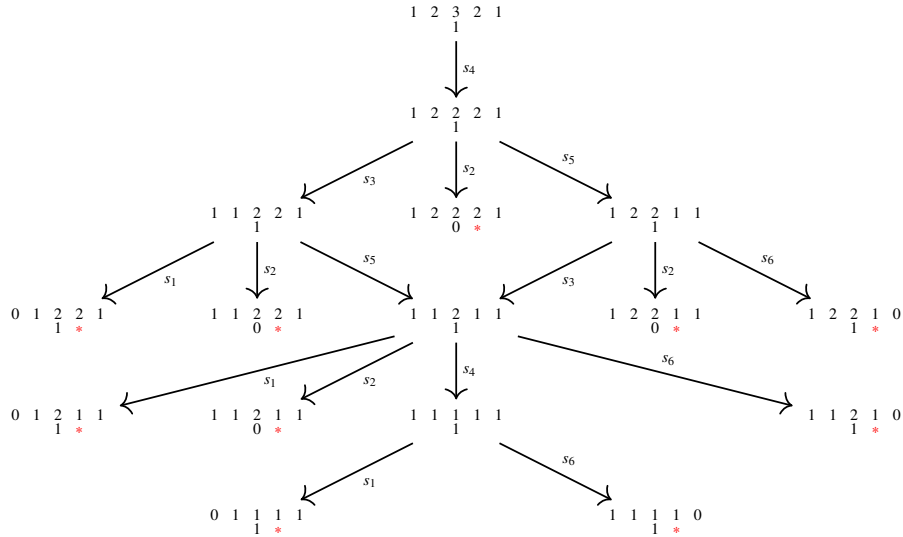 1 2 3 2 1
1
s₄
1 2 2 2 1
1
s₃ s₂ s₅
1 1 2 2 1 1 2 2 2 1 1 2 2 1 1
1 0 * 1
s₁ s₂ s₅ s₃ s₂ s₆
0 1 2 2 1 1 1 2 2 1 1 1 2 1 1 1 2 2 1 1 1 2 2 1 0
1 * 0 * 1 0 * 1 *
s₁ s₂ s₄ s₆
0 1 2 1 1 1 1 2 1 1 1 1 1 1 1 1 1 2 1 0
1 * 0 * 1 1 *
s₁ s₆
0 1 1 1 1 1 1 1 1 0
1 * 1 *